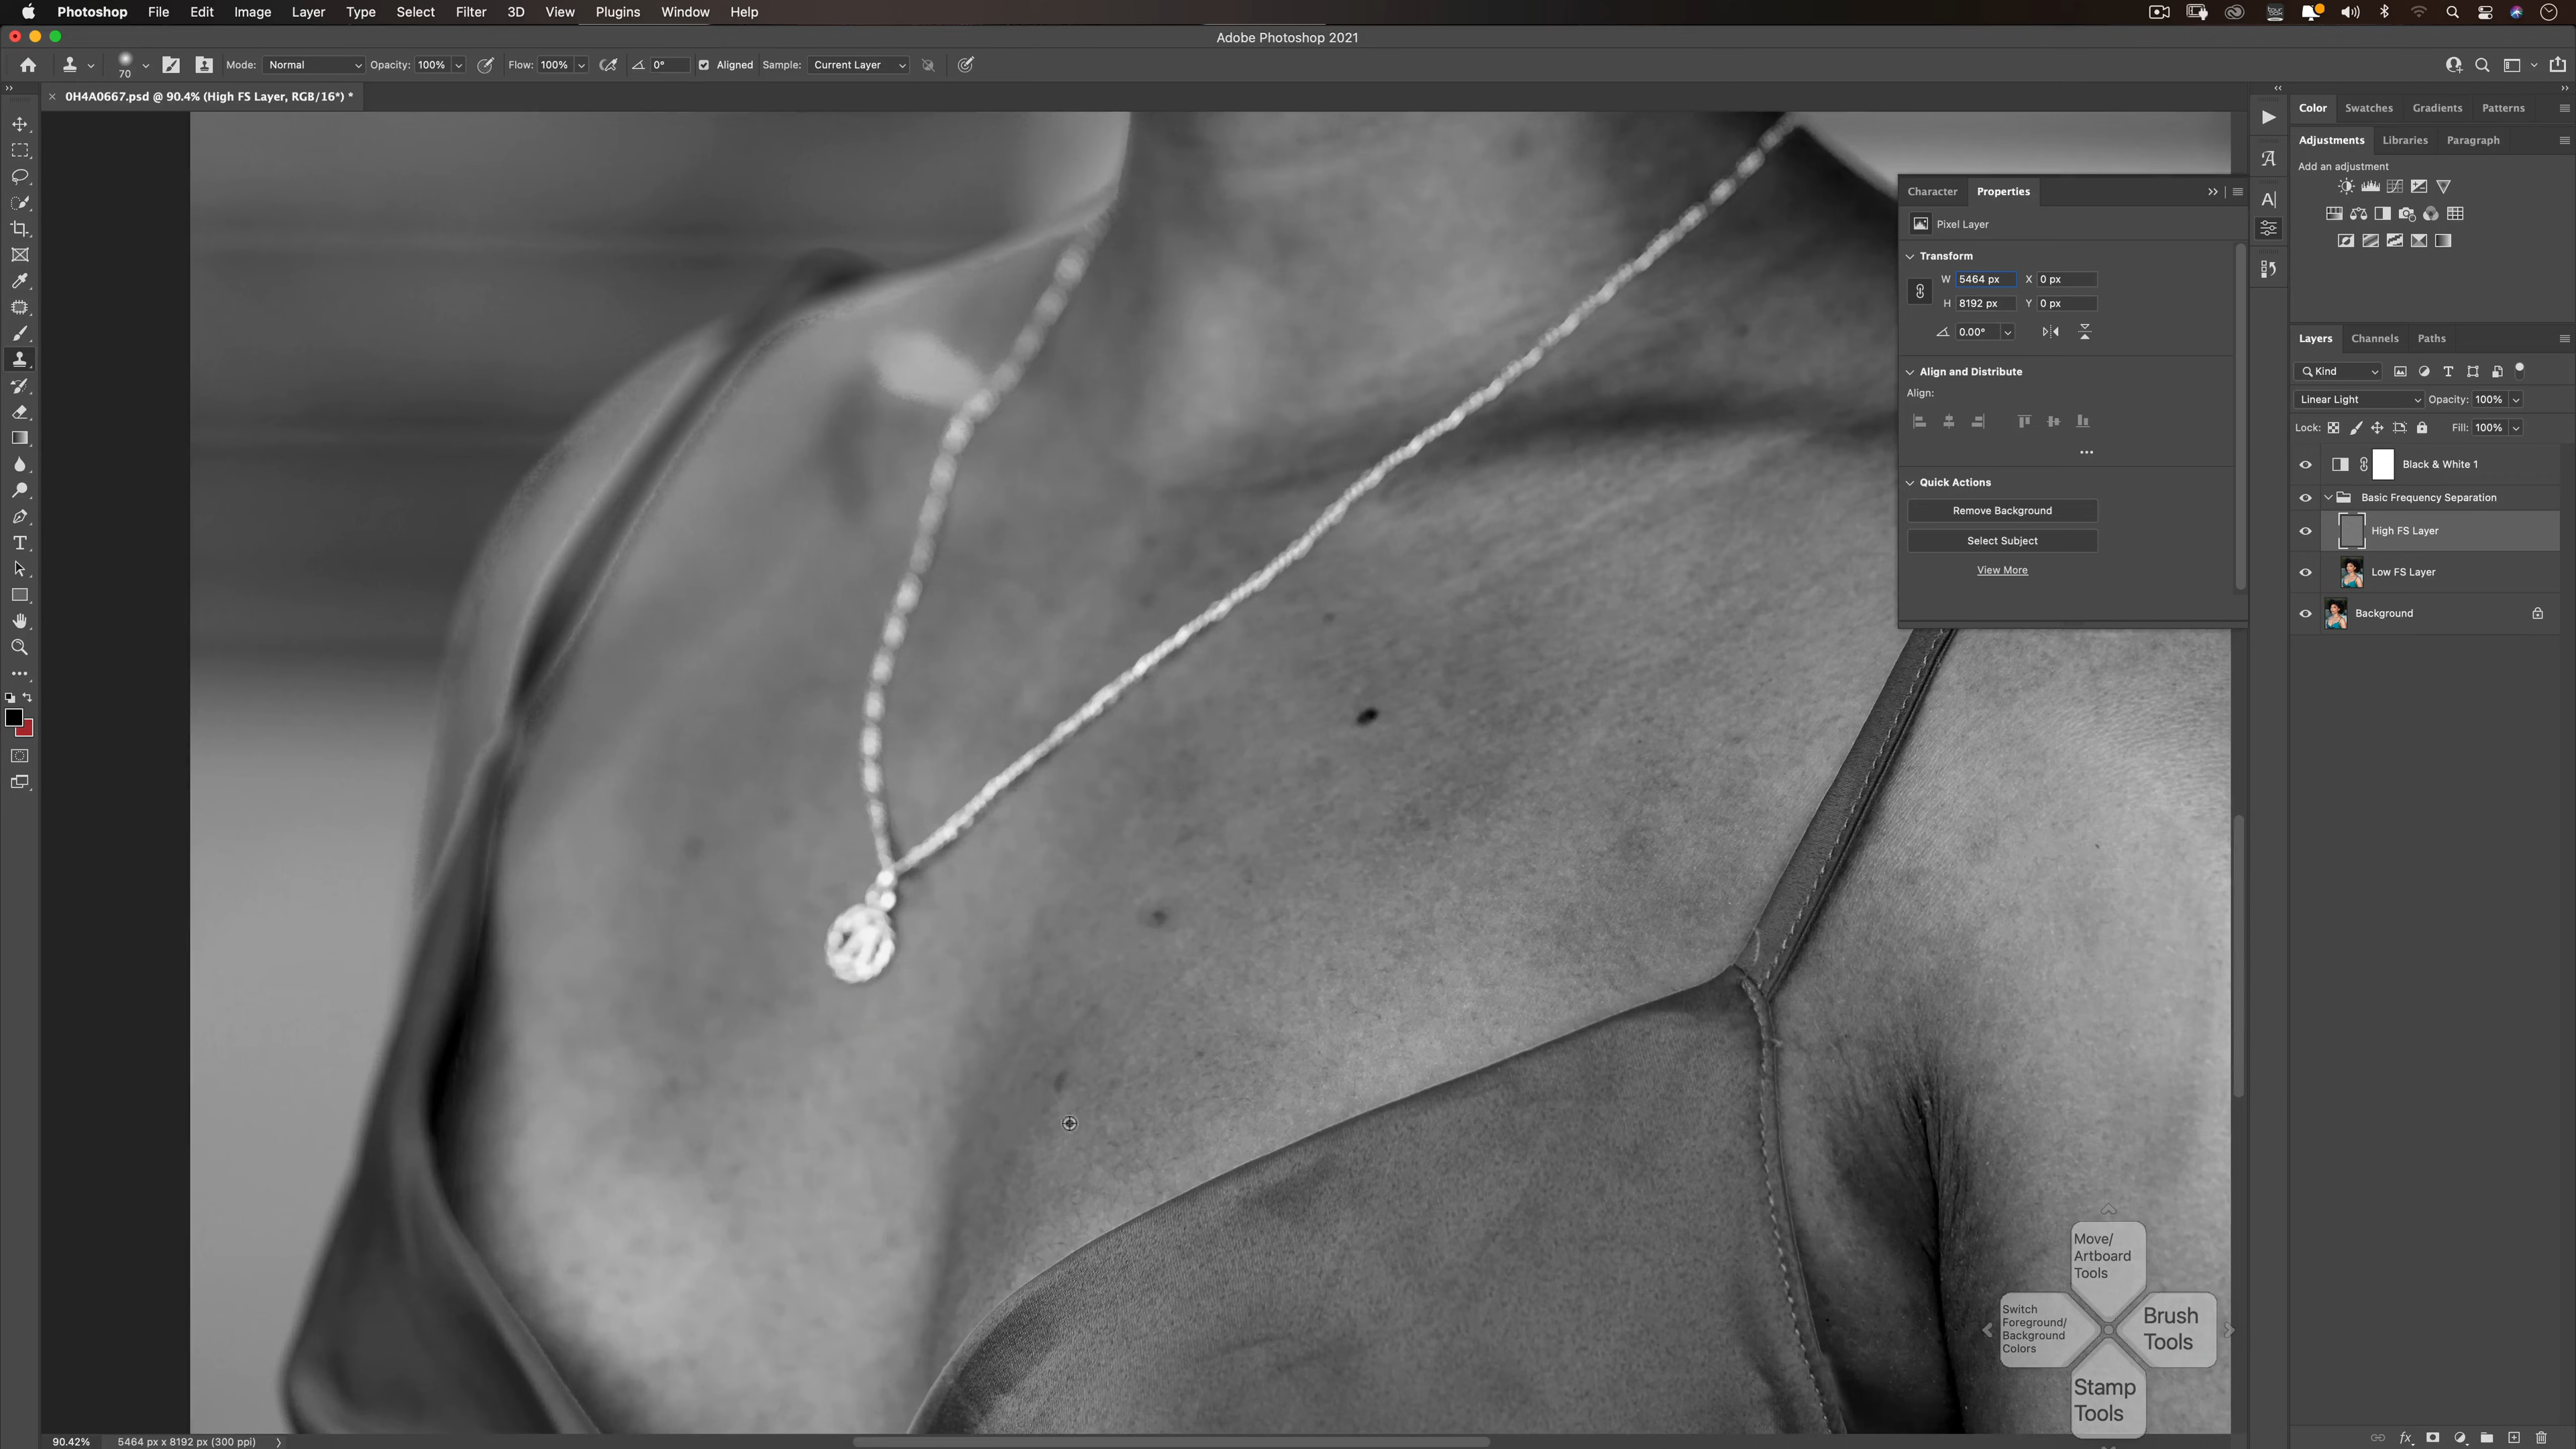 Photoshop File Edit Image Layer Type Select Filter 3D View Plugins Window Help
Adobe Photoshop 2021
70 Mode: Normal Opacity: 100% Flow: 100% 0° Aligned Sample: Current Layer
0H4A0667.psd @ 90.4% (High FS Layer, RGB/16*) *
Color Swatches Gradients Patterns
Adjustments Libraries Paragraph
Add an adjustment
Character Properties
Pixel Layer
Transform
W 5464 px X 0 px
H 8192 px Y 0 px
0.00°
Align and Distribute
Align:
Quick Actions
Remove Background
Select Subject
View More
Layers Channels Paths
Kind
Linear Light Opacity: 100%
Lock: Fill: 100%
Black & White 1
Basic Frequency Separation
High FS Layer
Low FS Layer
Background
Move/
Artboard
Tools
Switch
Foreground/
Background
Colors
Brush
Tools
Stamp
Tools
90.42% 5464 px x 8192 px (300 ppi)